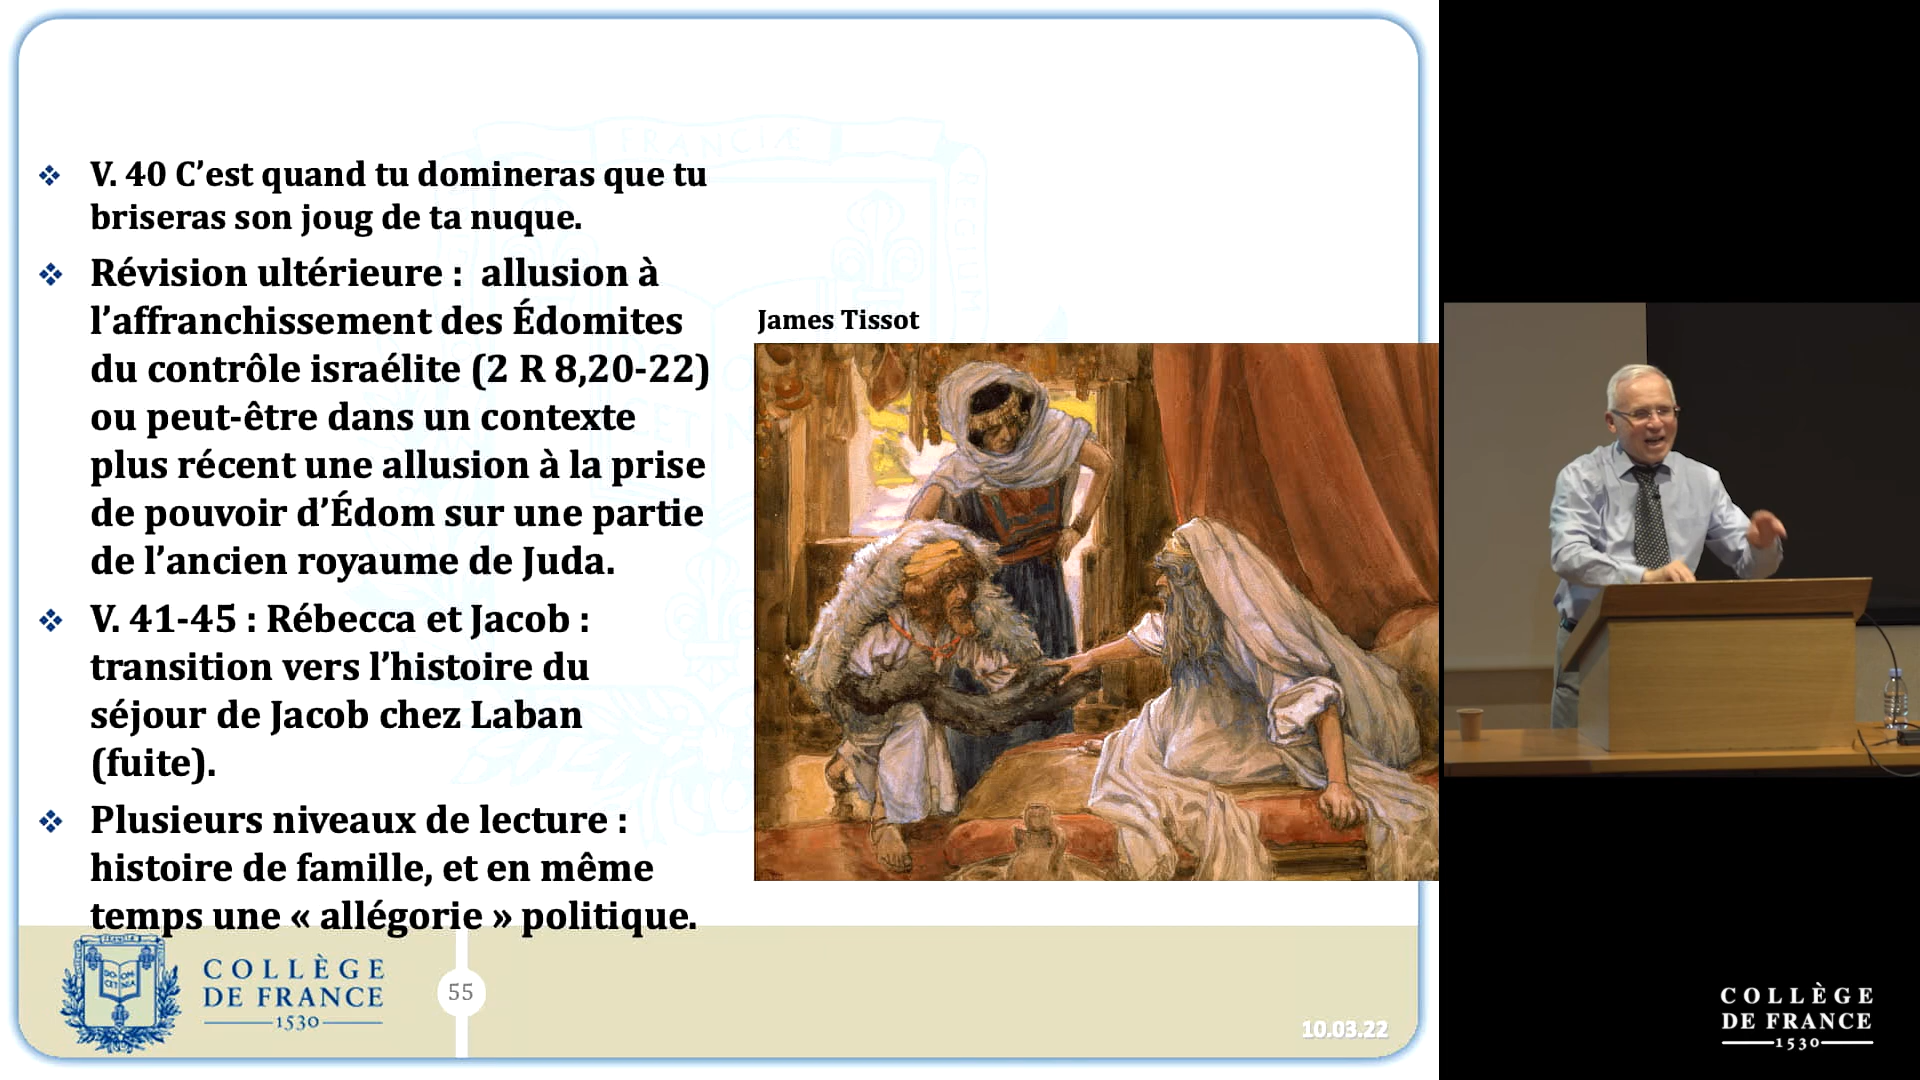 V. 40 C’est quand tu domineras que tu
briseras son joug de ta nuque.
Révision ultérieure :  allusion à
l’affranchissement des Édomites
du contrôle israélite (2 R 8,20-22)
ou peut-être dans un contexte
plus récent une allusion à la prise
de pouvoir d’Édom sur une partie
de l’ancien royaume de Juda.
V. 41-45 : Rébecca et Jacob :
transition vers l’histoire du
séjour de Jacob chez Laban
(fuite).
Plusieurs niveaux de lecture :
histoire de famille, et en même
temps une « allégorie » politique.
James Tissot
FRANCIÆ
REGIUM
COLLÈGE
DE FRANCE
1530
55
10.03.22
COLLÈGE
DE FRANCE
1530